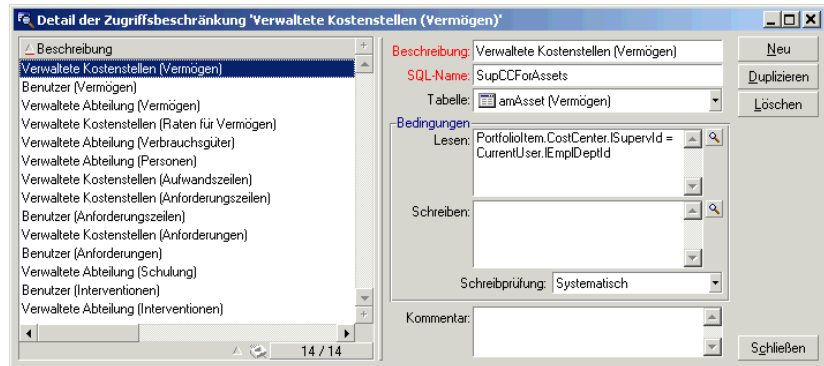 Detail der Zugriffsbeschränkung 'Verwaltete Kostenstellen (Vermögen)'
Beschreibung
Verwaltete Kostenstellen (Vermögen)
Benutzer (Vermögen)
Verwaltete Abteilung (Vermögen)
Verwaltete Kostenstellen (Raten für Vermögen)
Verwaltete Abteilung (Verbrauchsgüter)
Verwaltete Abteilung (Personen)
Verwaltete Kostenstellen (Aufwandszeilen)
Verwaltete Kostenstellen (Anforderungszeilen)
Benutzer (Anforderungszeilen)
Verwaltete Kostenstellen (Anforderungen)
Benutzer (Anforderungen)
Verwaltete Abteilung (Schulung)
Benutzer (Interventionen)
Verwaltete Abteilung (Interventionen)
14 / 14
Beschreibung: Verwaltete Kostenstellen (Vermögen)
SQL-Name: SupCCForAssets
Tabelle: amAsset (Vermögen)
Bedingungen
Lesen: PortfolioItem.CostCenter.lSupervId =
CurrentUser.lEmplDeptId
Schreiben:
Schreibprüfung: Systematisch
Kommentar:
Neu
Duplizieren
Löschen
Schließen